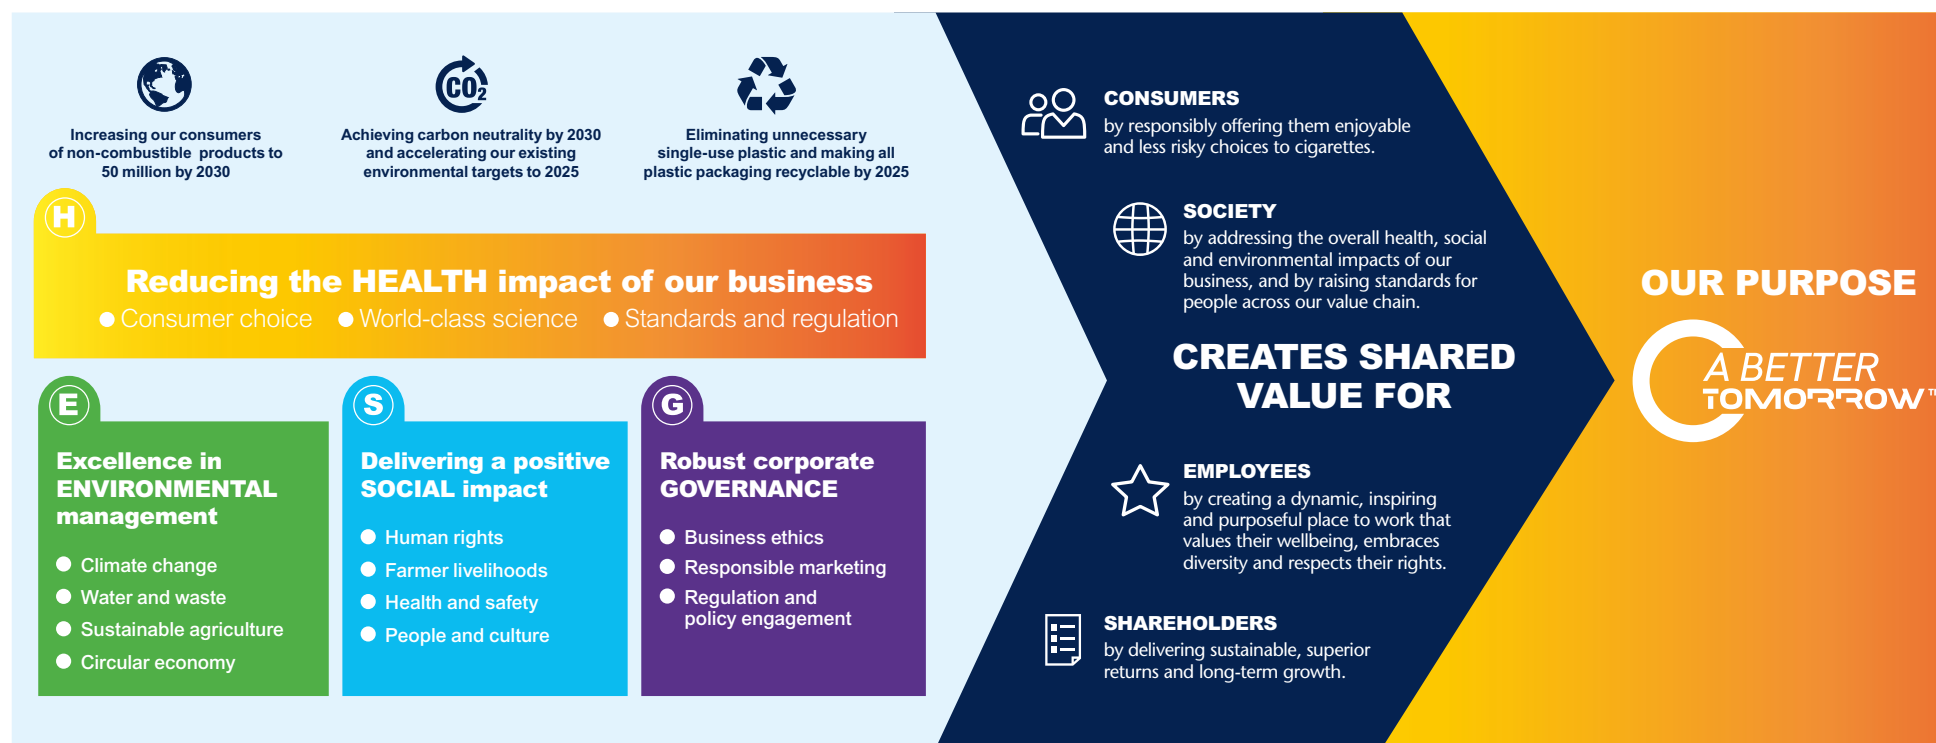 CO2
Increasing our consumers
of non-combustible products to
50 million by 2030
Achieving carbon neutrality by 2030
and accelerating our existing
environmental targets to 2025
Eliminating unnecessary
single-use plastic and making all
plastic packaging recyclable by 2025
H
Reducing the HEALTH impact of our business
● Consumer choice ● World-class science ● Standards and regulation
E
Excellence in
ENVIRONMENTAL
management
● Climate change
● Water and waste
● Sustainable agriculture
● Circular economy
S
Delivering a positive
SOCIAL impact
● Human rights
● Farmer livelihoods
● Health and safety
● People and culture
G
Robust corporate
GOVERNANCE
● Business ethics
● Responsible marketing
● Regulation and
policy engagement
CONSUMERS
by responsibly offering them enjoyable
and less risky choices to cigarettes.
SOCIETY
by addressing the overall health, social
and environmental impacts of our
business, and by raising standards for
people across our value chain.
CREATES SHARED
VALUE FOR
EMPLOYEES
by creating a dynamic, inspiring
and purposeful place to work that
values their wellbeing, embraces
diversity and respects their rights.
SHAREHOLDERS
by delivering sustainable, superior
returns and long-term growth.
OUR PURPOSE
A BETTER
TOMORROW™